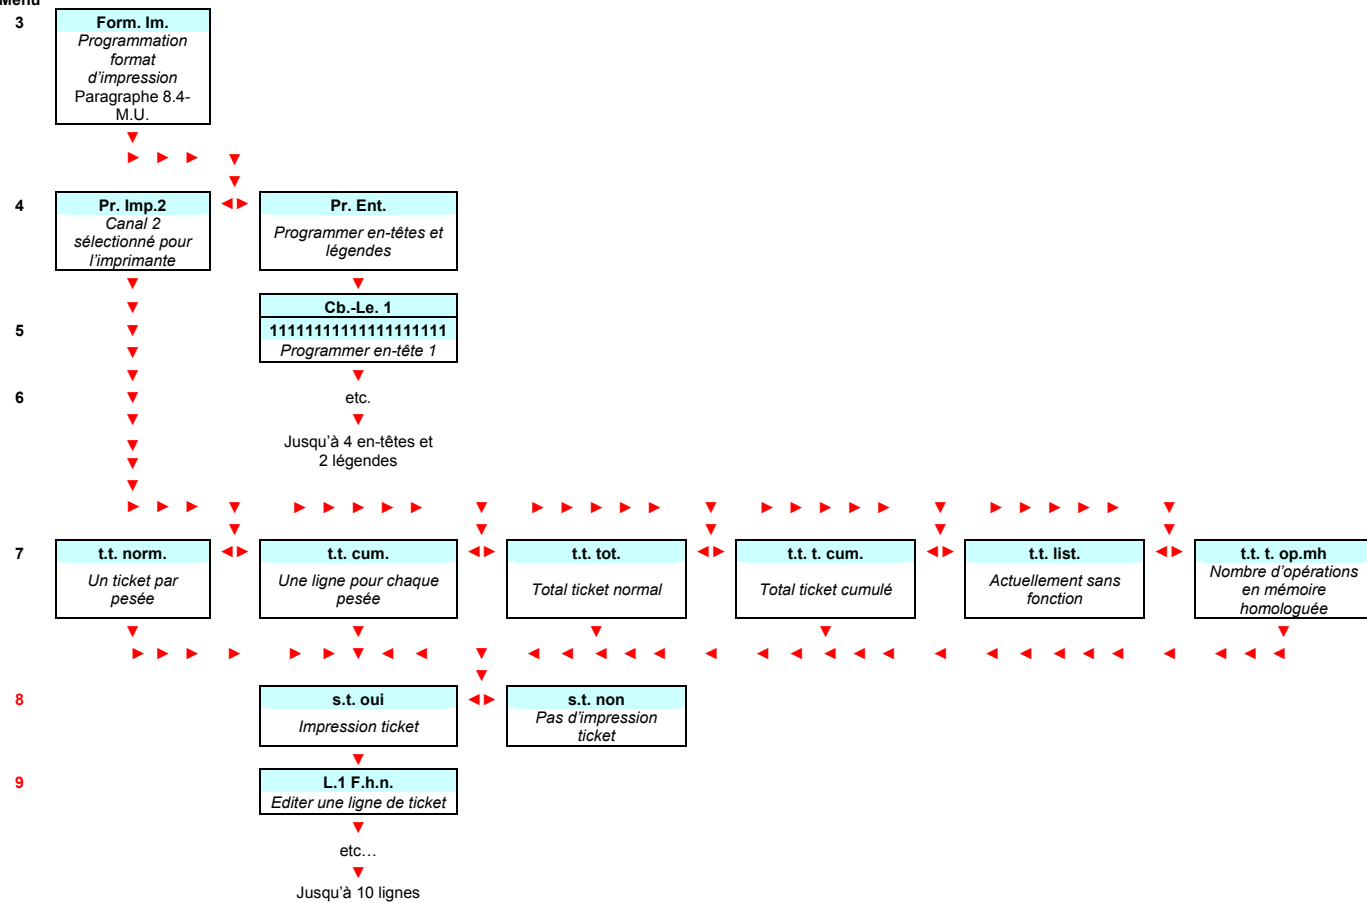 Menu
3
Form. Im.
Programmation
format
d'impression
Paragraphe 8.4-
M.U.
4
Pr. Imp.2
Canal 2
sélectionné pour
l'imprimante
Pr. Ent.
Programmer en-têtes et
légendes
Cb.-Le. 1
5
11111111111111111111
Programmer en-tête 1
6
etc.
Jusqu'à 4 en-têtes et
2 légendes
7
t.t. norm.
Un ticket par
pesée
t.t. cum.
Une ligne pour chaque
pesée
t.t. tot.
Total ticket normal
t.t. t. cum.
Total ticket cumulé
t.t. list.
Actuellement sans
fonction
t.t. t. op.mh
Nombre d'opérations
en mémoire
homologuée
8
s.t. oui
Impression ticket
s.t. non
Pas d'impression
ticket
9
L.1 F.h.n.
Editer une ligne de ticket
etc…
Jusqu'à 10 lignes